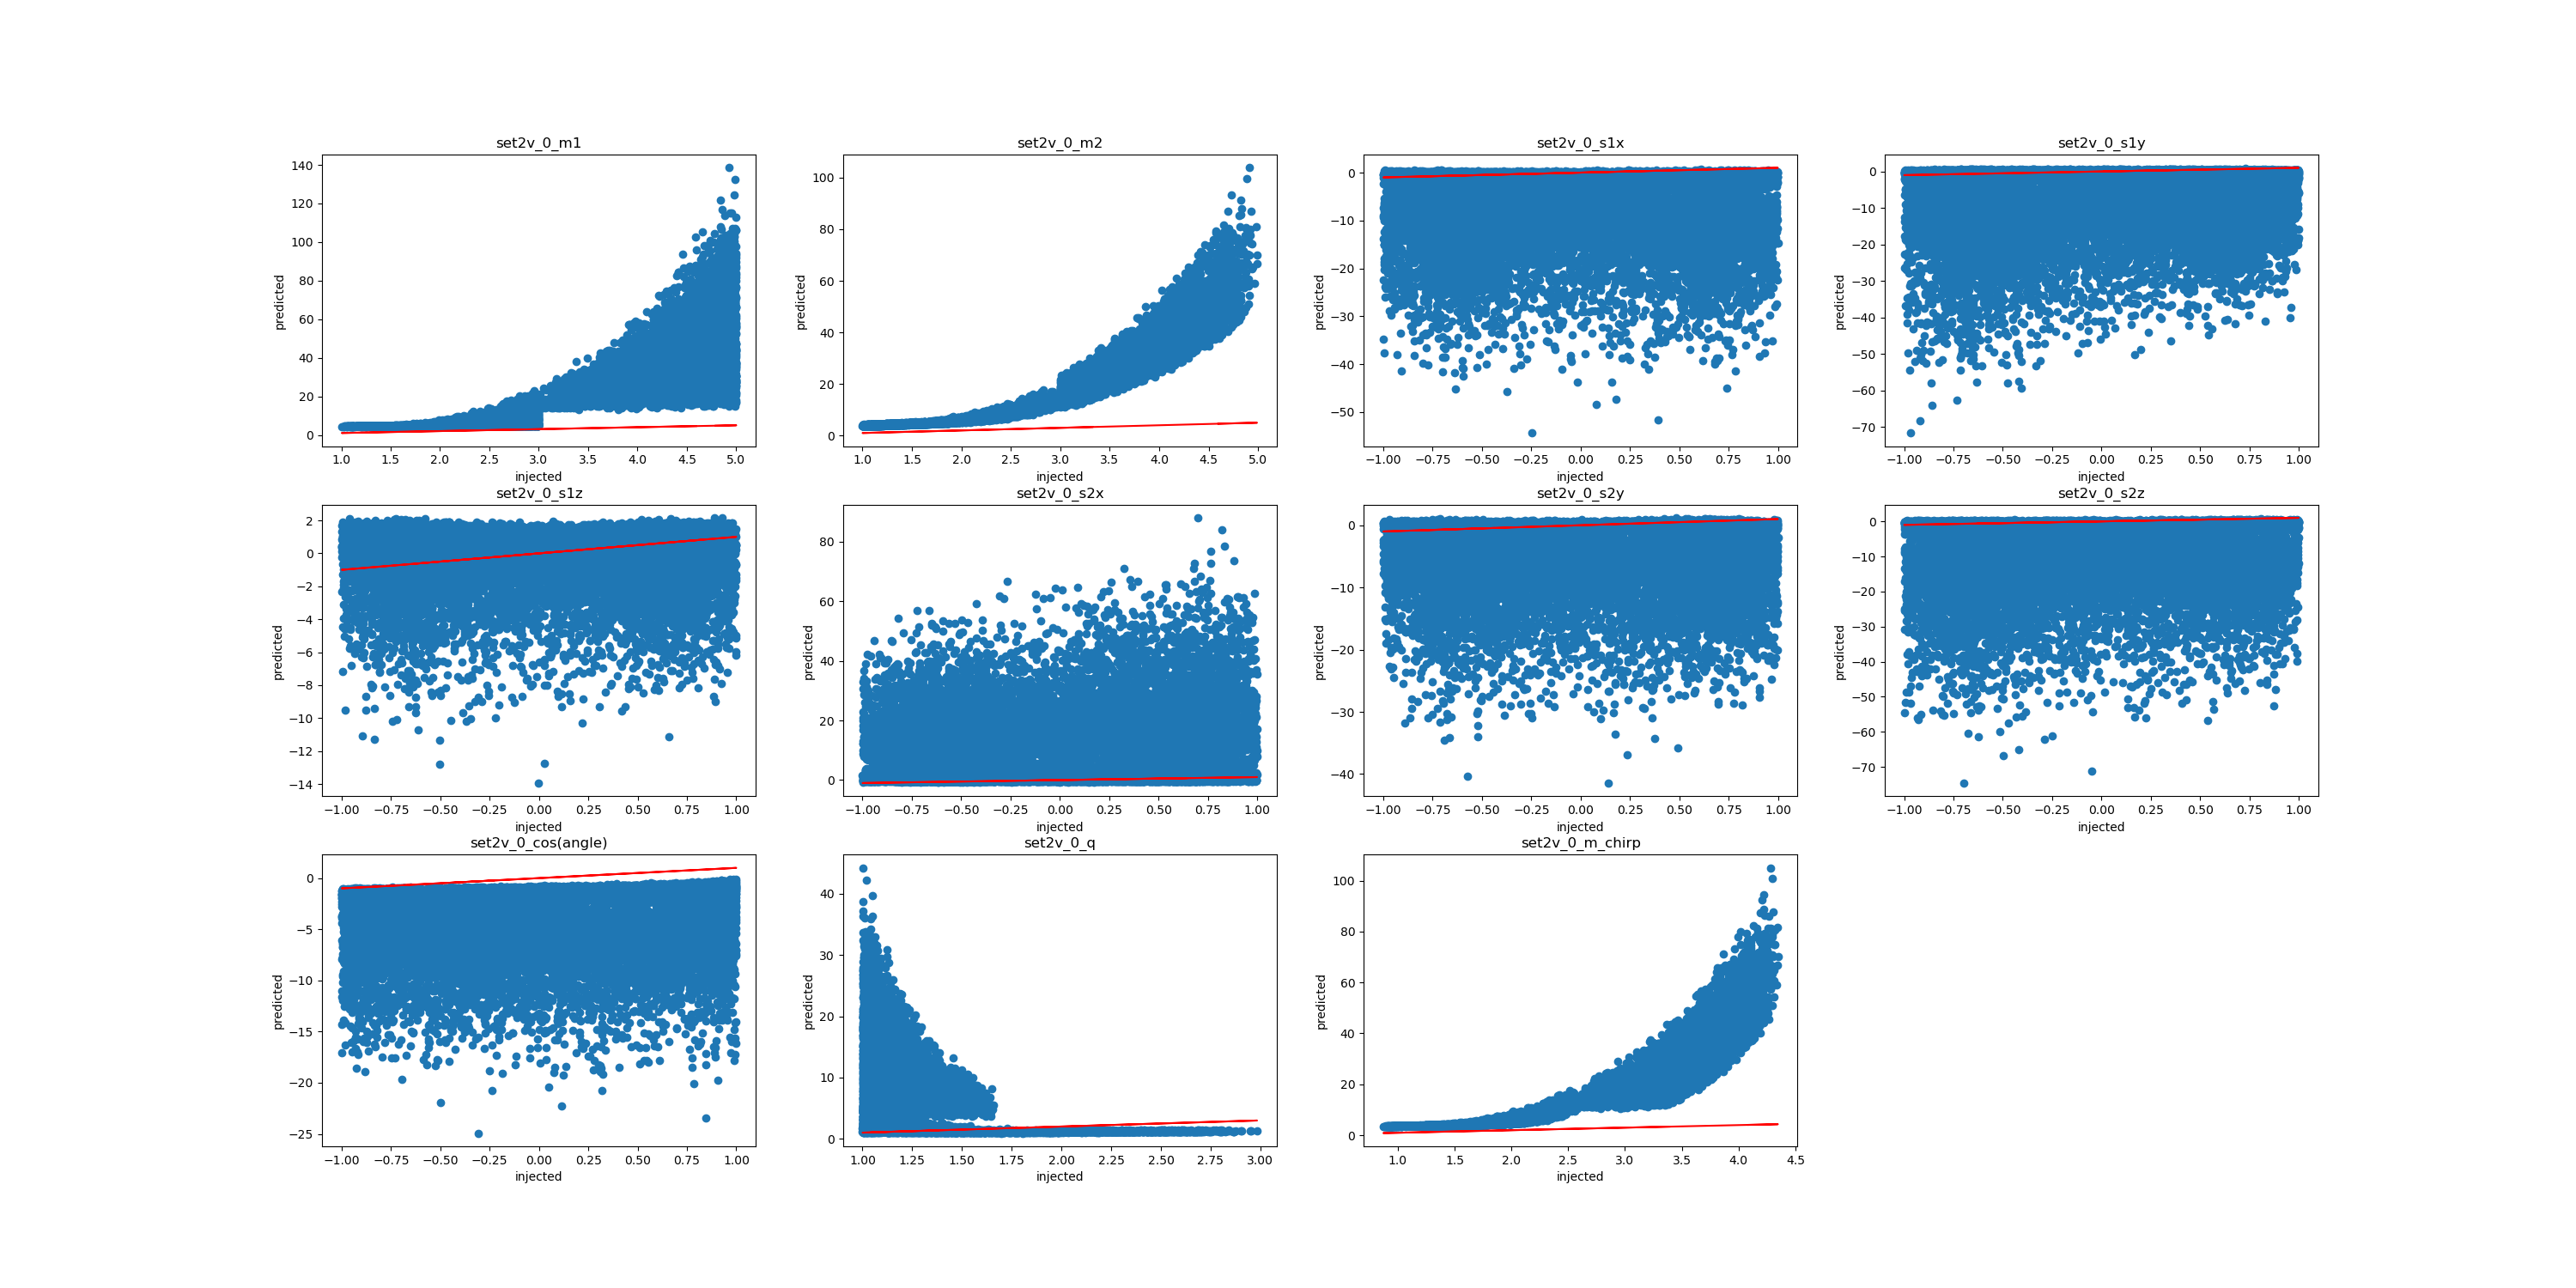 set2v_0_m1
predicted
140
120
100
80
60
40
20
0
1.0 1.5 2.0 2.5 3.0 3.5 4.0 4.5 5.0
injected
set2v_0_m2
predicted
100
80
60
40
20
0
1.0 1.5 2.0 2.5 3.0 3.5 4.0 4.5 5.0
injected
set2v_0_s1x
predicted
0
−10
−20
−30
−40
−50
−1.00 −0.75 −0.50 −0.25 0.00 0.25 0.50 0.75 1.00
injected
set2v_0_s1y
predicted
0
−10
−20
−30
−40
−50
−60
−70
−1.00 −0.75 −0.50 −0.25 0.00 0.25 0.50 0.75 1.00
injected
set2v_0_s1z
predicted
2
0
−2
−4
−6
−8
−10
−12
−14
−1.00 −0.75 −0.50 −0.25 0.00 0.25 0.50 0.75 1.00
injected
set2v_0_s2x
predicted
80
60
40
20
0
−1.00 −0.75 −0.50 −0.25 0.00 0.25 0.50 0.75 1.00
injected
set2v_0_s2y
predicted
0
−10
−20
−30
−40
−1.00 −0.75 −0.50 −0.25 0.00 0.25 0.50 0.75 1.00
injected
set2v_0_s2z
predicted
0
−10
−20
−30
−40
−50
−60
−70
−1.00 −0.75 −0.50 −0.25 0.00 0.25 0.50 0.75 1.00
injected
set2v_0_cos(angle)
predicted
0
−5
−10
−15
−20
−25
−1.00 −0.75 −0.50 −0.25 0.00 0.25 0.50 0.75 1.00
injected
set2v_0_q
predicted
40
30
20
10
0
1.00 1.25 1.50 1.75 2.00 2.25 2.50 2.75 3.00
injected
set2v_0_m_chirp
predicted
100
80
60
40
20
0
1.0 1.5 2.0 2.5 3.0 3.5 4.0 4.5
injected